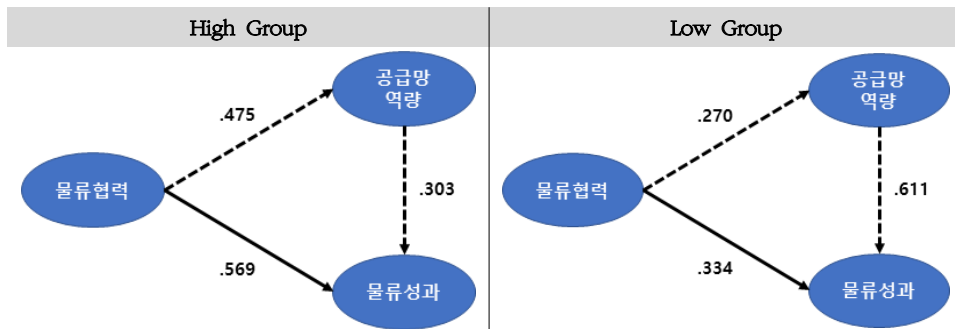 High Group
공급망
역량
.475
물류협력
.303
.569
물류성과
Low Group
공급망
역량
.270
물류협력
.611
.334
물류성과